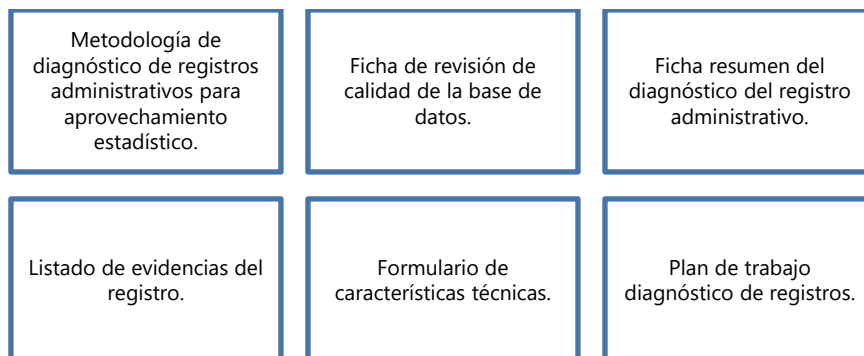 Metodología de
diagnóstico de registros
administrativos para
aprovechamiento
estadístico.
Ficha de revisión de
calidad de la base de
datos.
Ficha resumen del
diagnóstico del registro
administrativo.
Listado de evidencias del
registro.
Formulario de
características técnicas.
Plan de trabajo
diagnóstico de registros.